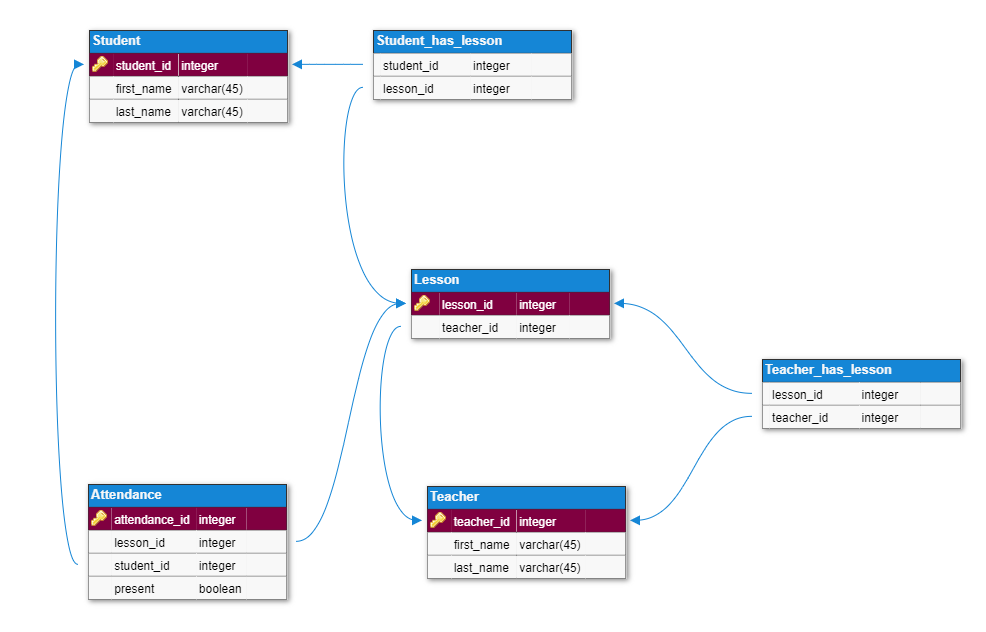 Student
student_id integer
first_name varchar(45)
last_name varchar(45)
Student_has_lesson
student_id integer
lesson_id integer
Lesson
lesson_id integer
teacher_id integer
Teacher_has_lesson
lesson_id integer
teacher_id integer
Attendance
attendance_id integer
lesson_id integer
student_id integer
present boolean
Teacher
teacher_id integer
first_name varchar(45)
last_name varchar(45)